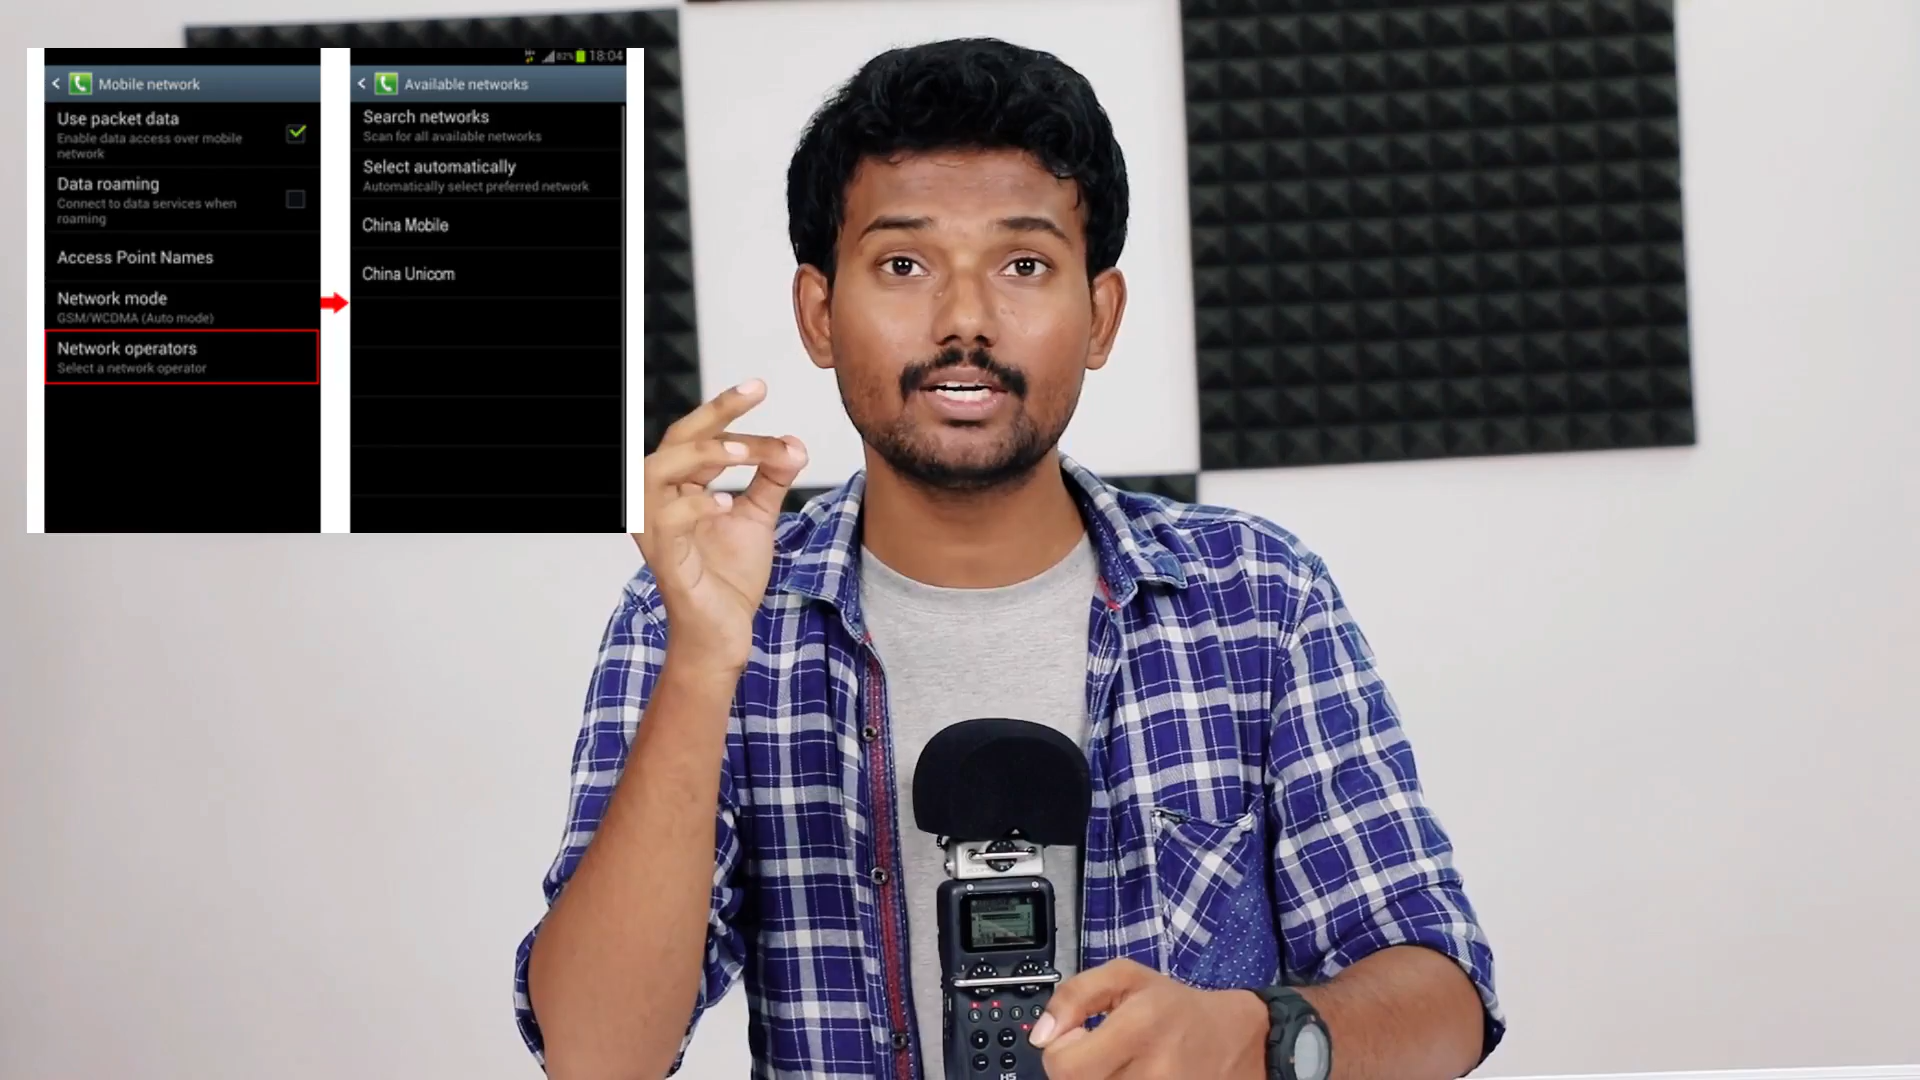 Mobile network
Use packet data
Enable data access over mobile
network
Data roaming
Connect to data services when
roaming
Access Point Names
Network mode
GSM/WCDMA (Auto mode)
Network operators
Select a network operator
82% 18:04
Available networks
Search networks
Scan for all available networks
Select automatically
Automatically select preferred network
China Mobile
China Unicom
H5